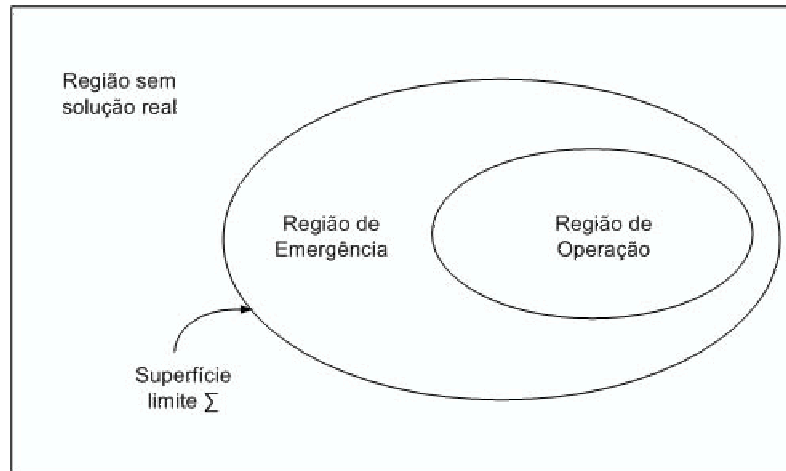 Região sem
solução real
Região de
Emergência
Região de
Operação
Superfície
limite ∑